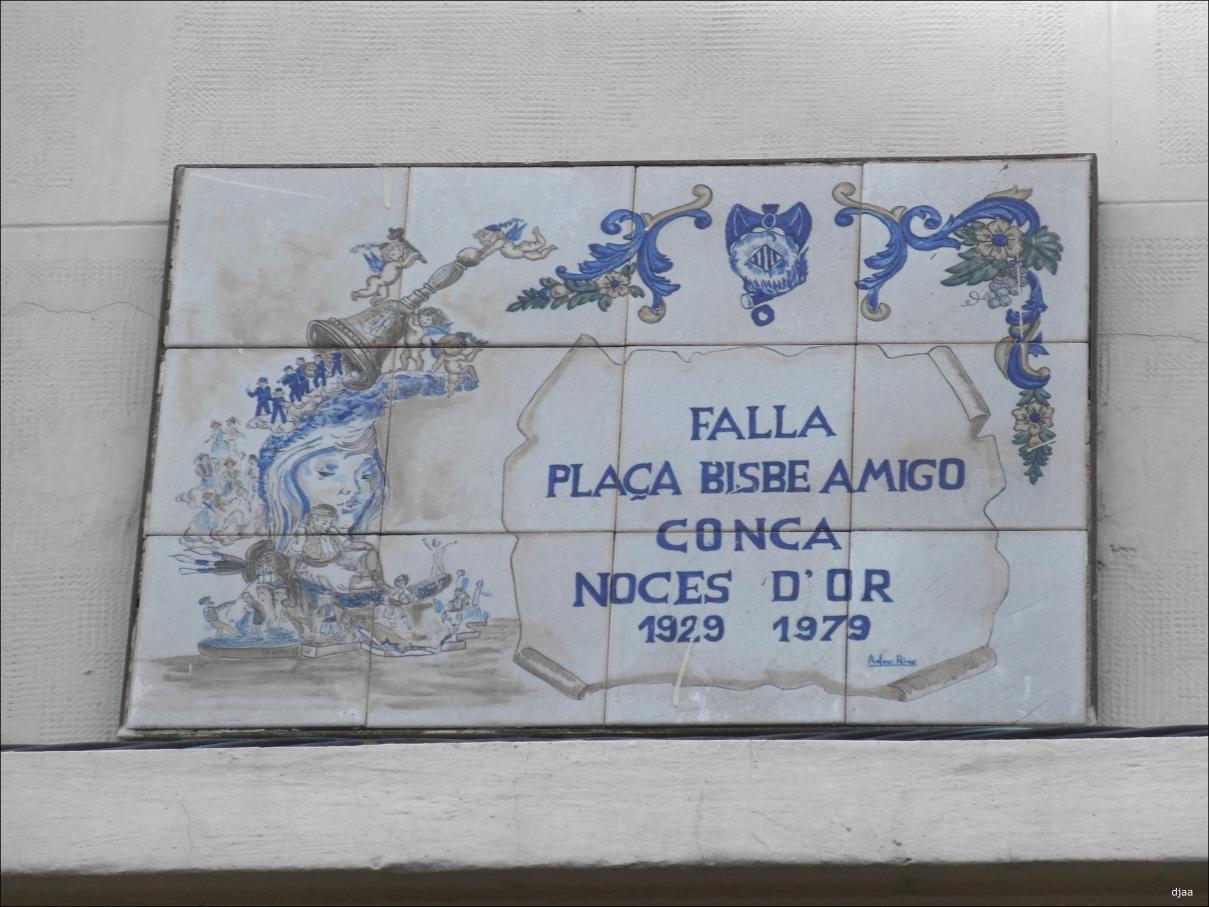 FALLA
PLAÇA BISBE AMIGO
CONCA
NOCES D'OR
1929 1979
djaa